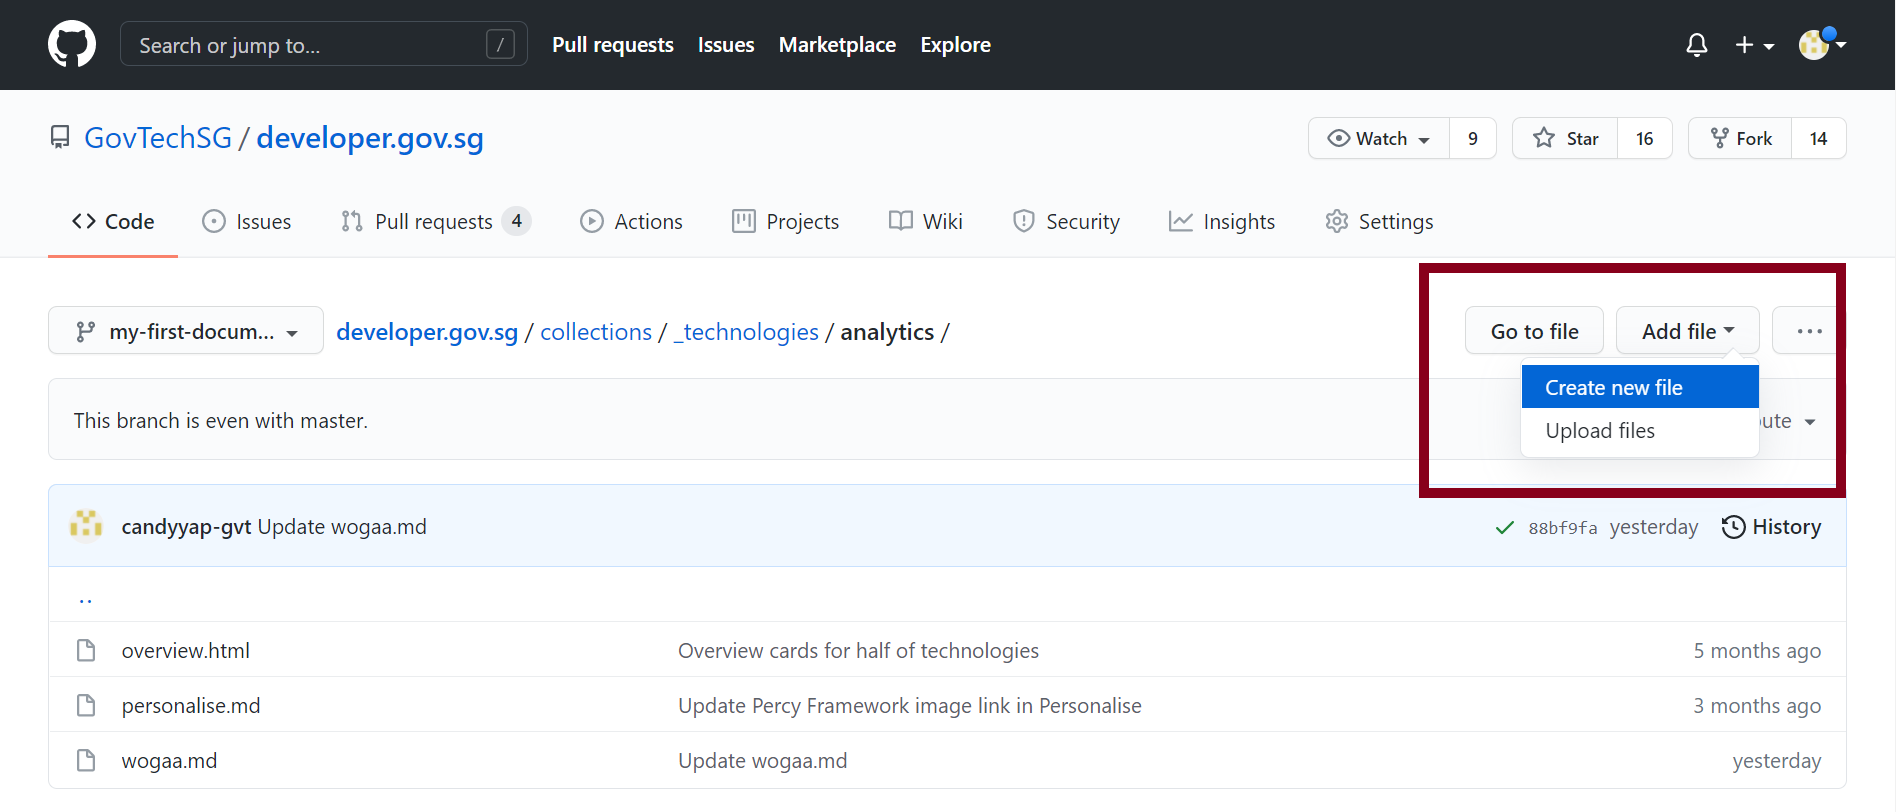 Search or jump to... /
Pull requests Issues Marketplace Explore
GovTechSG / developer.gov.sg
Watch 9 Star 16 Fork 14
Code Issues Pull requests 4 Actions Projects Wiki Security Insights Settings
my-first-docum... developer.gov.sg / collections / _technologies / analytics /
Go to file Add file ...
Create new file
Upload files
This branch is even with master.
candyyap-gvt Update wogaa.md 88bf9fa yesterday History
..
overview.html Overview cards for half of technologies 5 months ago
personalise.md Update Percy Framework image link in Personalise 3 months ago
wogaa.md Update wogaa.md yesterday